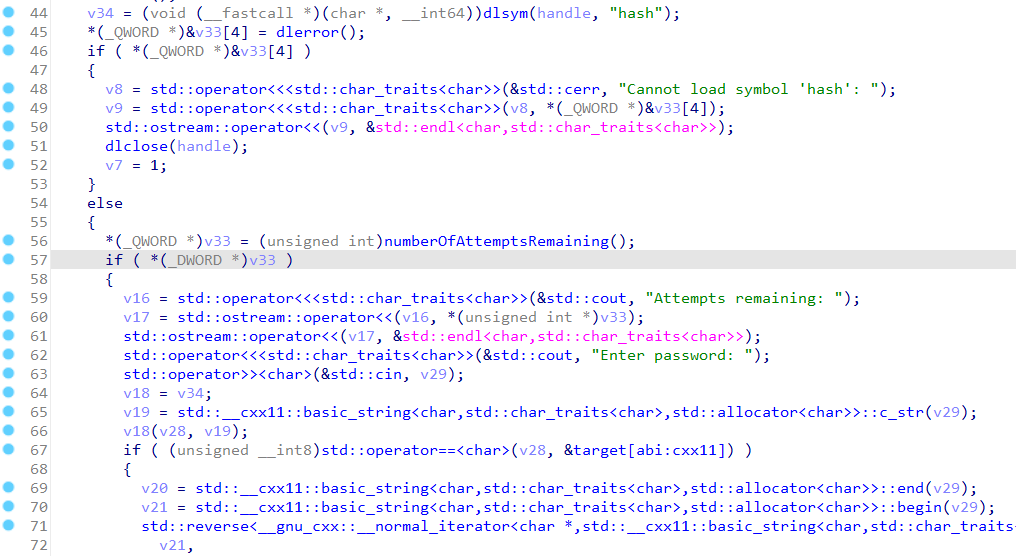 44 v34 = (void (__fastcall *)(char *, __int64))dlsym(handle, "hash");
45 *(_QWORD *)&v33[4] = dlerror();
46 if ( *(_QWORD *)&v33[4] )
47 {
48 v8 = std::operator<<<std::char_traits<char>>(&std::cerr, "Cannot load symbol 'hash': ");
49 v9 = std::operator<<<std::char_traits<char>>(v8, *(_QWORD *)&v33[4]);
50 std::ostream::operator<<(v9, &std::endl<char,std::char_traits<char>>);
51 dlclose(handle);
52 v7 = 1;
53 }
54 else
55 {
56 *(_QWORD *)v33 = (unsigned int)numberOfAttemptsRemaining();
57 if ( *(_DWORD *)v33 )
58 {
59 v16 = std::operator<<<std::char_traits<char>>(&std::cout, "Attempts remaining: ");
60 v17 = std::ostream::operator<<(v16, *(unsigned int *)v33);
61 std::ostream::operator<<(v17, &std::endl<char,std::char_traits<char>>);
62 std::operator<<<std::char_traits<char>>(&std::cout, "Enter password: ");
63 std::operator>><char>(&std::cin, v29);
64 v18 = v34;
65 v19 = std::__cxx11::basic_string<char,std::char_traits<char>,std::allocator<char>>::c_str(v29);
66 v18(v28, v19);
67 if ( (unsigned __int8)std::operator==<char>(v28, &target[abi:cxx11]) )
68 {
69 v20 = std::__cxx11::basic_string<char,std::char_traits<char>,std::allocator<char>>::end(v29);
70 v21 = std::__cxx11::basic_string<char,std::char_traits<char>,std::allocator<char>>::begin(v29);
71 std::reverse<__gnu_cxx::__normal_iterator<char *,std::__cxx11::basic_string<char,std::char_traits
72 v21,